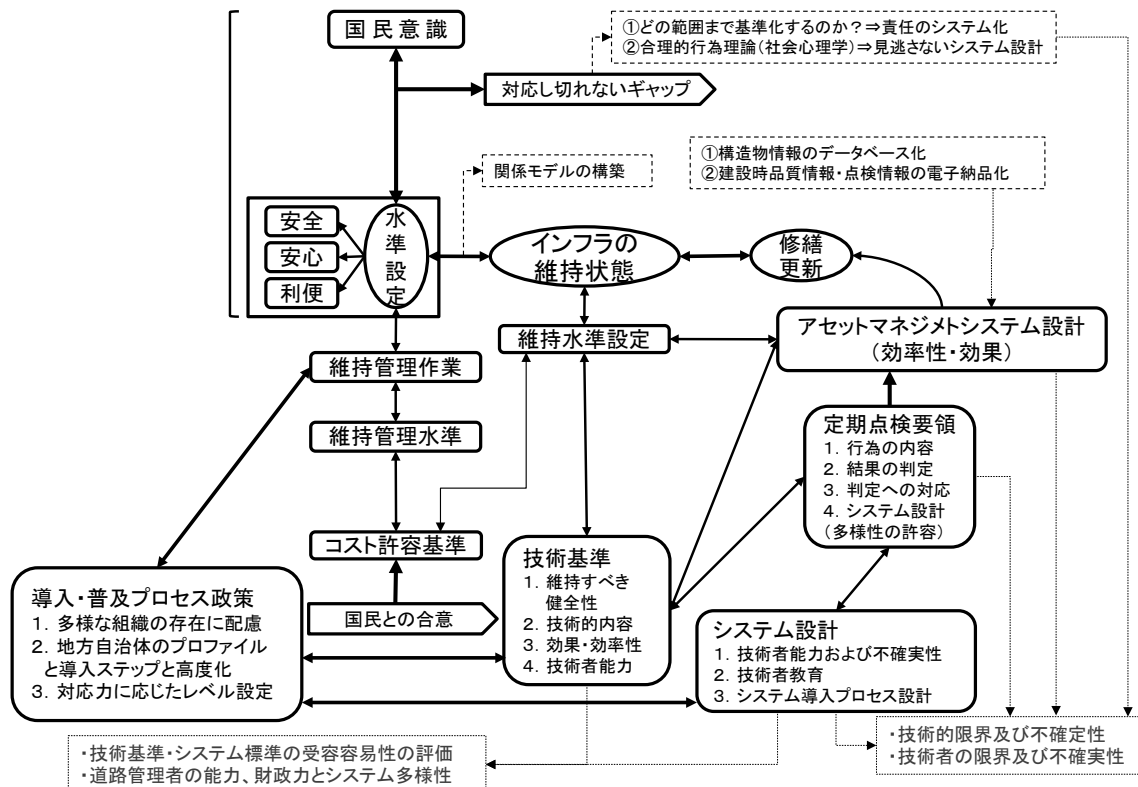 国民意識
①どの範囲まで基準化するのか？⇒責任のシステム化
②合理的行為理論（社会心理学）⇒見逃さないシステム設計
対応し切れないギャップ
関係モデルの構築
①構造物情報のデータベース化
②建設時品質情報・点検情報の電子納品化
安全
安心
利便
水準設定
インフラの
維持状態
修繕
更新
維持水準設定
アセットマネジメトシステム設計
（効率性・効果）
維持管理作業
維持管理水準
コスト許容基準
国民との合意
定期点検要領
1. 行為の内容
2. 結果の判定
3. 判定への対応
4. システム設計
（多様性の許容）
技術基準
1. 維持すべき
健全性
2. 技術的内容
3. 効果・効率性
4. 技術者能力
導入・普及プロセス政策
1. 多様な組織の存在に配慮
2. 地方自治体のプロファイル
と導入ステップと高度化
3. 対応力に応じたレベル設定
システム設計
1. 技術者能力および不確実性
2. 技術者教育
3. システム導入プロセス設計
・技術的限界及び不確定性
・技術者の限界及び不確実性
・技術基準・システム標準の受容容易性の評価
・道路管理者の能力、財政力とシステム多様性